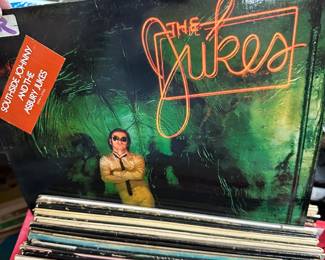 THE
Jukes
SOUTHSIDE JOHNNY
AND THE
ASBURY JUKES